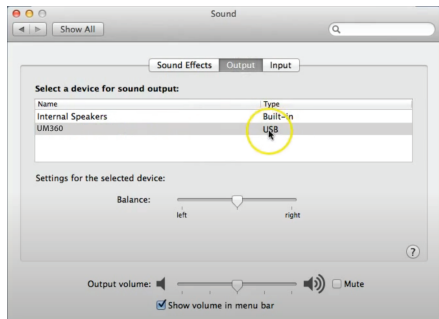 Sound
Show All
Sound Effects Output Input
Select a device for sound output:
Name Type
Internal Speakers Built-in
UM360 USB
Settings for the selected device:
Balance:
left right
?
Output volume: Mute
Show volume in menu bar